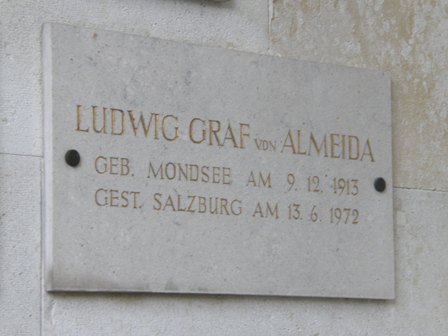 LUDWIG GRAF VON ALMEIDA
GEB. MONDSEE AM 9. 12. 1913
GEST. SALZBURG AM 13. 6. 1972